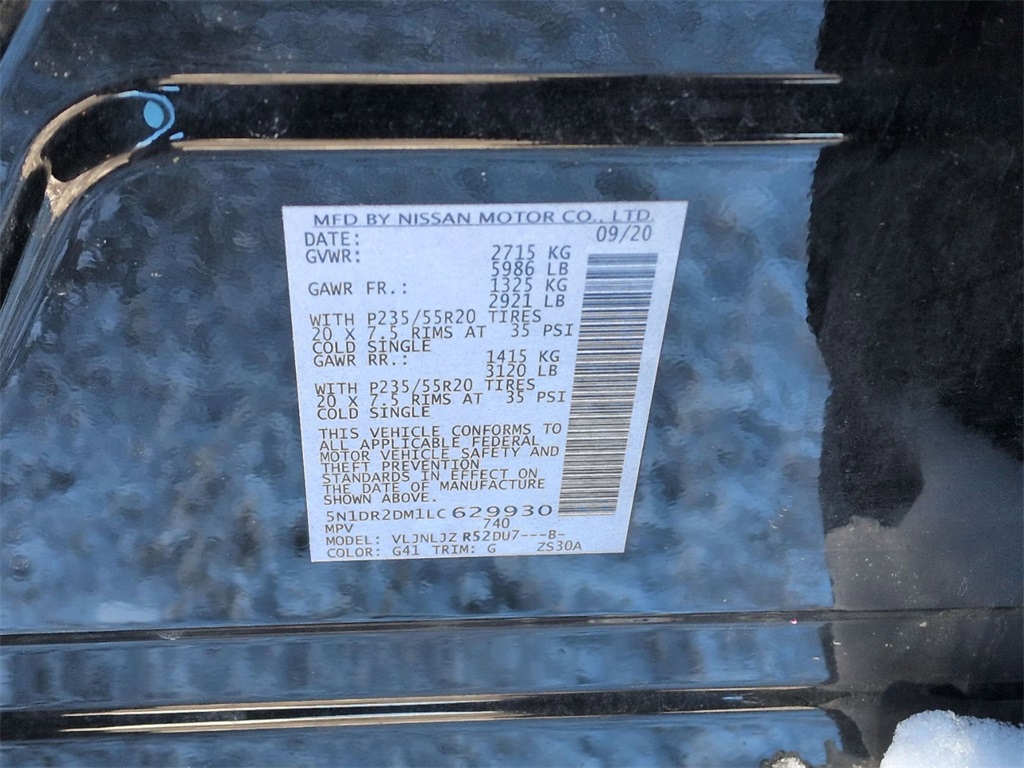 MFD BY NISSAN MOTOR CO., LTD.
DATE: 09/20
GVWR: 2715 KG
5986 LB
GAWR FR.: 1325 KG
2921 LB
WITH P235/55R20 TIRES
20 X 7.5 RIMS AT 35 PSI
COLD SINGLE
GAWR RR.: 1415 KG
3120 LB
WITH P235/55R20 TIRES
20 X 7.5 RIMS AT 35 PSI
COLD SINGLE
THIS VEHICLE CONFORMS TO
ALL APPLICABLE FEDERAL
MOTOR VEHICLE SAFETY AND
THEFT PREVENTION
STANDARDS IN EFFECT ON
THE DATE OF MANUFACTURE
SHOWN ABOVE.
5N1DR2DM1LC 629930
MPV 740
MODEL: VLJNLJZ R52DU7---B-
COLOR: G41 TRIM: G ZS30A